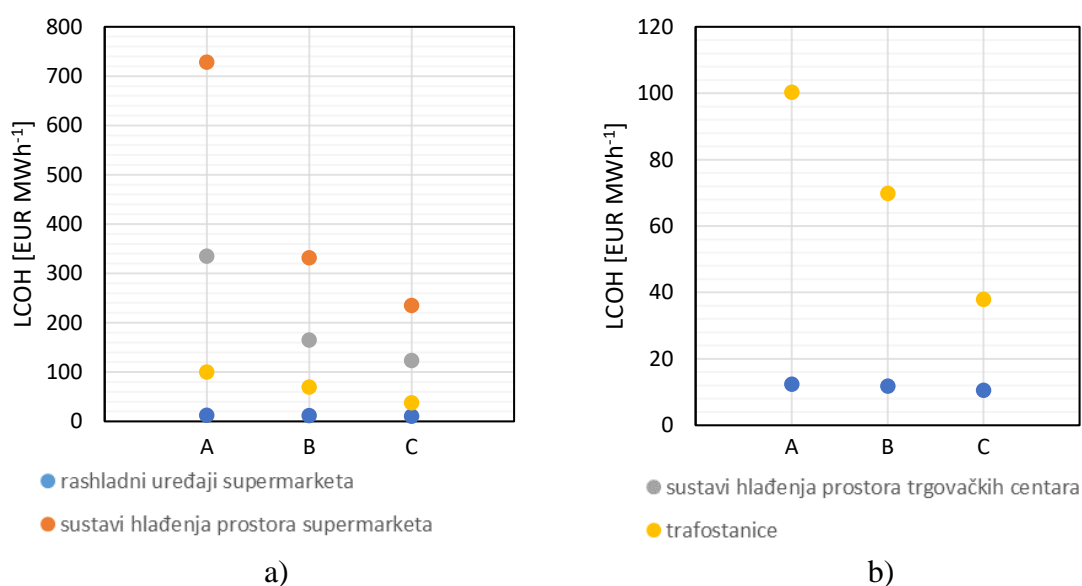 LCOH [EUR MWh⁻¹]
800
700
600
500
400
300
200
100
0
A B C
rashladni uređaji supermarketa
sustavi hlađenja prostora supermarketa
a)
LCOH [EUR MWh⁻¹]
120
100
80
60
40
20
0
A B C
sustavi hlađenja prostora trgovačkih centara
trafostanice
b)